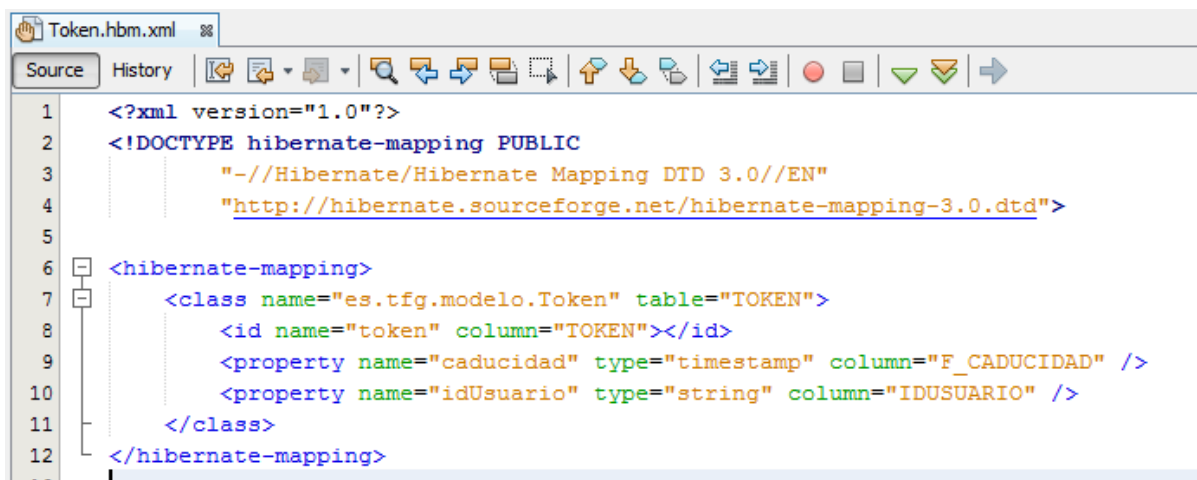 Token.hbm.xml
Source History
1 <?xml version="1.0"?>
2 <!DOCTYPE hibernate-mapping PUBLIC
3 "-//Hibernate/Hibernate Mapping DTD 3.0//EN"
4 "http://hibernate.sourceforge.net/hibernate-mapping-3.0.dtd">
5
6 <hibernate-mapping>
7 <class name="es.tfg.modelo.Token" table="TOKEN">
8 <id name="token" column="TOKEN"></id>
9 <property name="caducidad" type="timestamp" column="F_CADUCIDAD" />
10 <property name="idUsuario" type="string" column="IDUSUARIO" />
11 </class>
12 </hibernate-mapping>